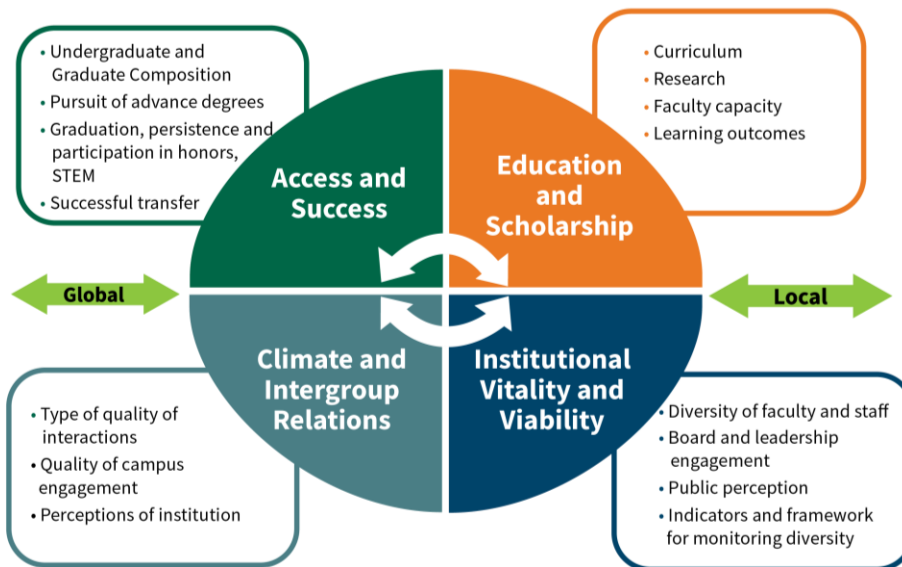 • Undergraduate and
Graduate Composition
• Pursuit of advance degrees
• Graduation, persistence and
participation in honors,
STEM
• Successful transfer
• Curriculum
• Research
• Faculty capacity
• Learning outcomes
Access and
Success
Education
and
Scholarship
Global
Local
Climate and
Intergroup
Relations
Institutional
Vitality and
Viability
• Type of quality of
interactions
• Quality of campus
engagement
• Perceptions of institution
• Diversity of faculty and staff
• Board and leadership
engagement
• Public perception
• Indicators and framework
for monitoring diversity